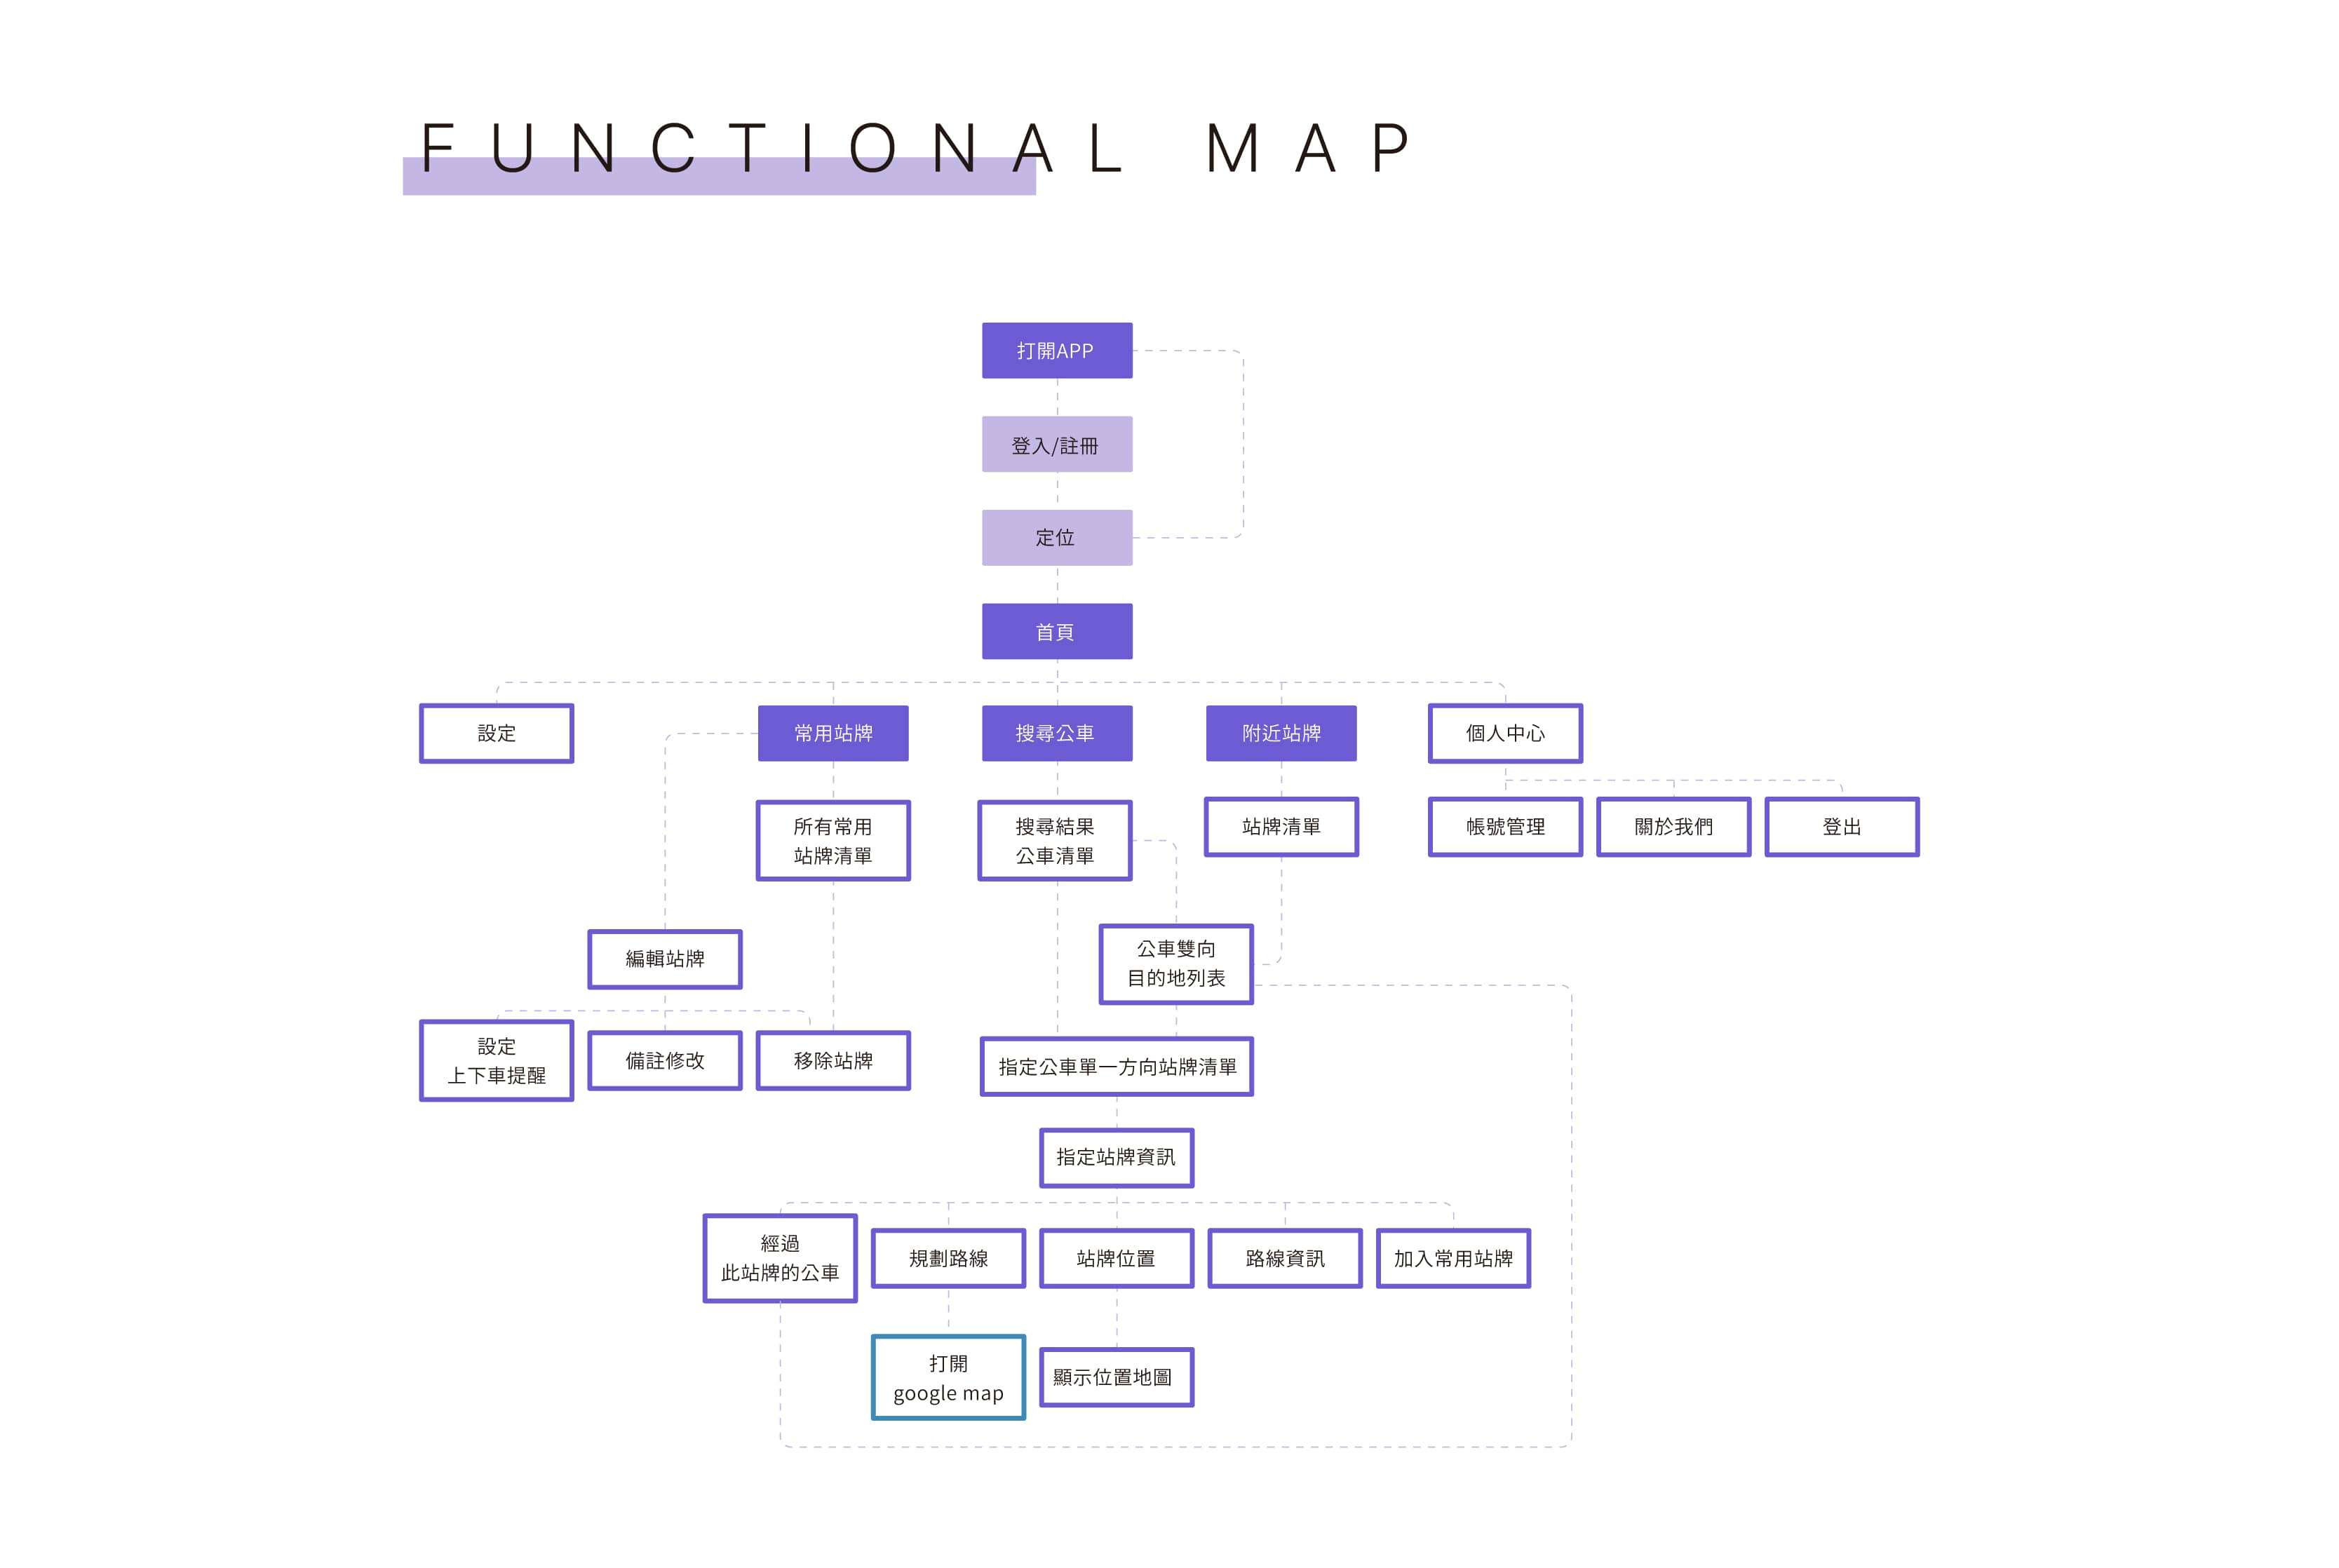 FUNCTIONAL MAP
打開APP
登入/註冊
定位
首頁
設定
常用站牌
搜尋公車
附近站牌
個人中心
所有常用
站牌清單
搜尋結果
公車清單
站牌清單
帳號管理
關於我們
登出
編輯站牌
公車雙向
目的地列表
設定
上下車提醒
備註修改
移除站牌
指定公車單一方向站牌清單
指定站牌資訊
經過
此站牌的公車
規劃路線
站牌位置
路線資訊
加入常用站牌
打開
google map
顯示位置地圖